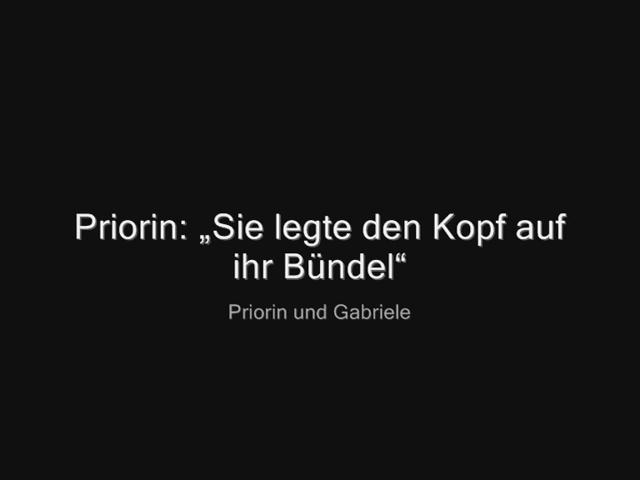 Priorin: „Sie legte den Kopf auf
ihr Bündel“
Priorin und Gabriele